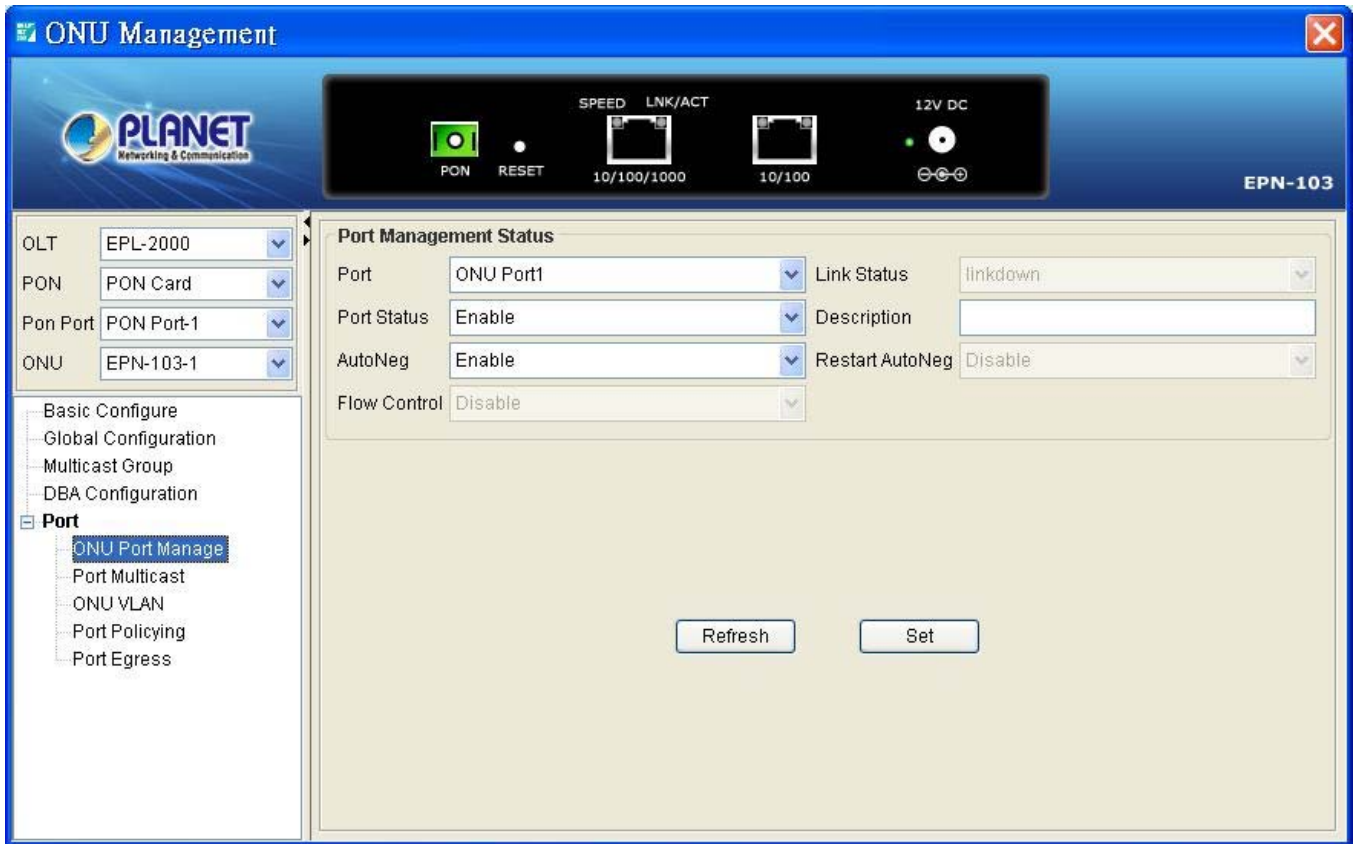 ONU Management
PLANET
Networking & Communication
SPEED LNK/ACT
12V DC
PON RESET 10/100/1000 10/100
EPN-103
OLT EPL-2000
PON PON Card
Pon Port PON Port-1
ONU EPN-103-1
Basic Configure
Global Configuration
Multicast Group
DBA Configuration
Port
ONU Port Manage
Port Multicast
ONU VLAN
Port Policying
Port Egress
Port Management Status
Port ONU Port1 Link Status linkdown
Port Status Enable Description
AutoNeg Enable Restart AutoNeg Disable
Flow Control Disable
Refresh Set